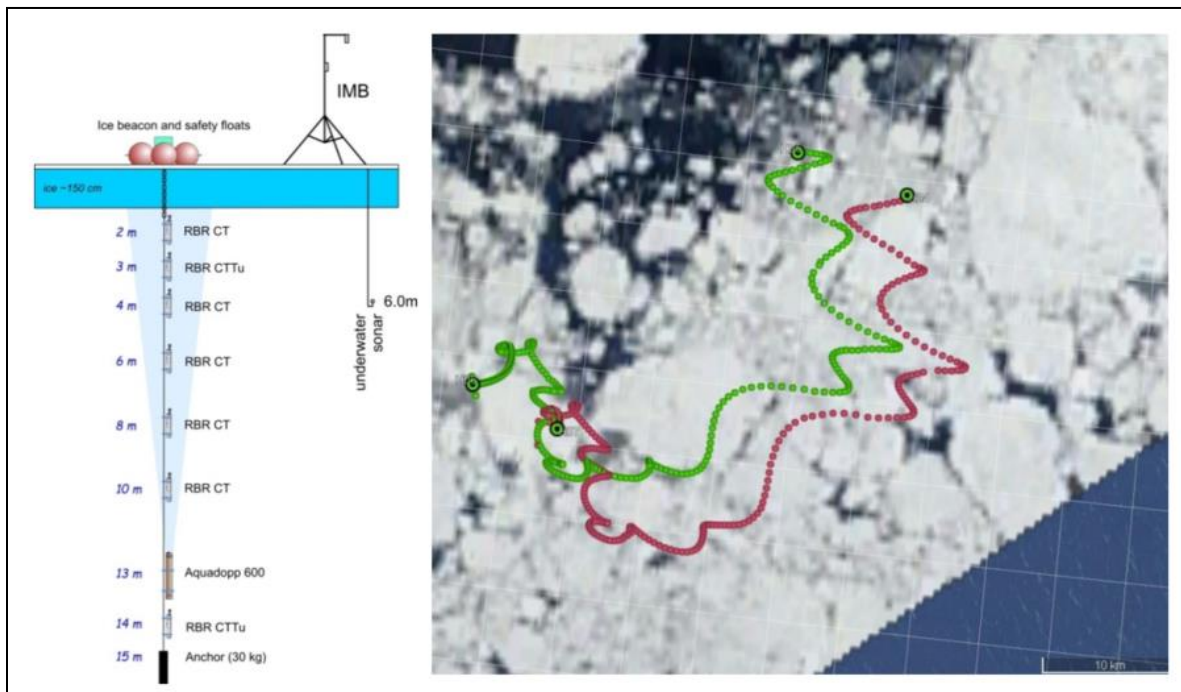 IMB
Ice beacon and safety floats
ice ~150 cm
2 m RBR CT
3 m RBR CTTu
4 m RBR CT
6.0m
underwater
sonar
6 m RBR CT
8 m RBR CT
10 m RBR CT
13 m Aquadopp 600
14 m RBR CTTu
15 m Anchor (30 kg)
10 km